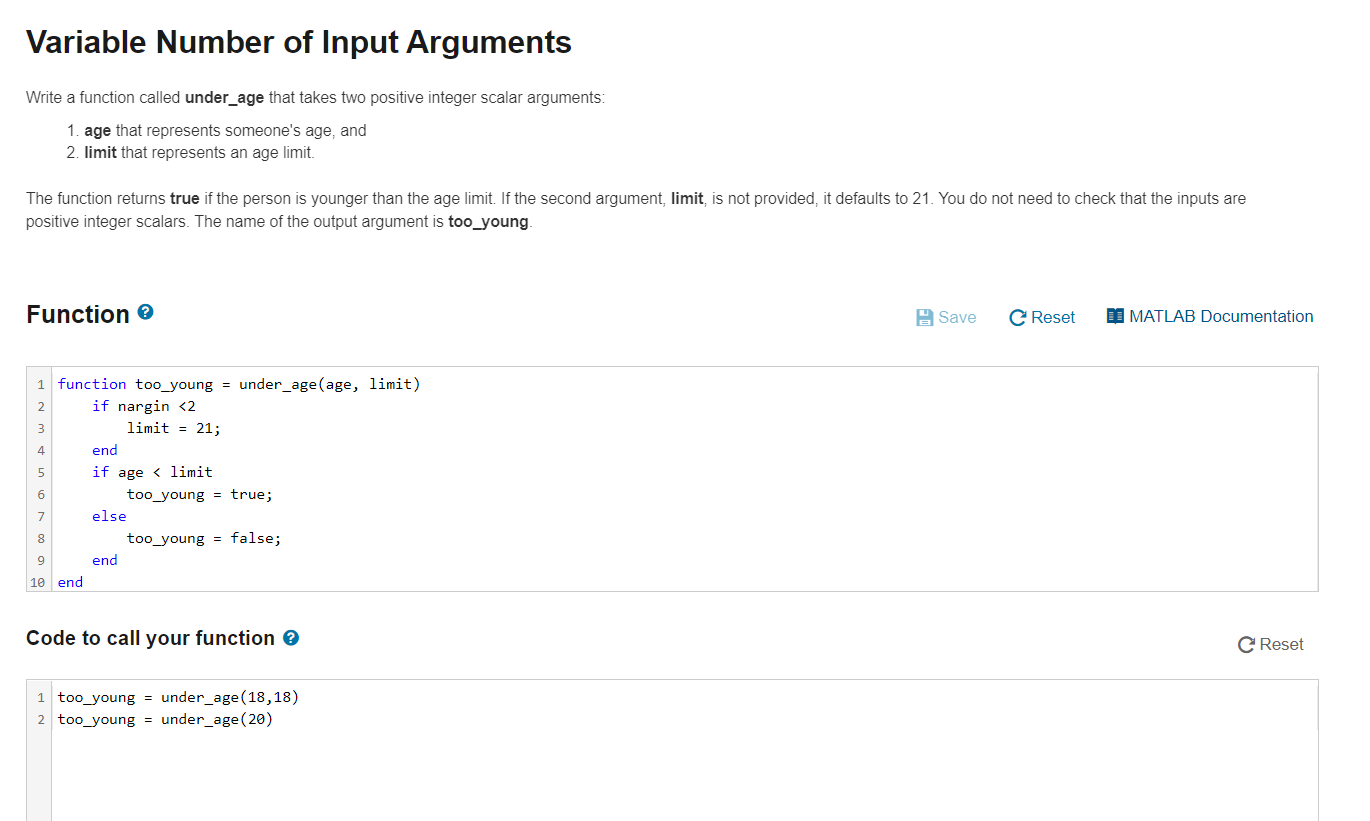 Variable Number of Input Arguments
Write a function called under_age that takes two positive integer scalar arguments:
1. age that represents someone's age, and
2. limit that represents an age limit.
The function returns true if the person is younger than the age limit. If the second argument, limit, is not provided, it defaults to 21. You do not need to check that the inputs are
positive integer scalars. The name of the output argument is too_young.
Function ?
Save Reset MATLAB Documentation
1 function too_young = under_age(age, limit)
2 if nargin <2
3 limit = 21;
4 end
5 if age < limit
6 too_young = true;
7 else
8 too_young = false;
9 end
10 end
Code to call your function ?
Reset
1 too_young = under_age(18,18)
2 too_young = under_age(20)